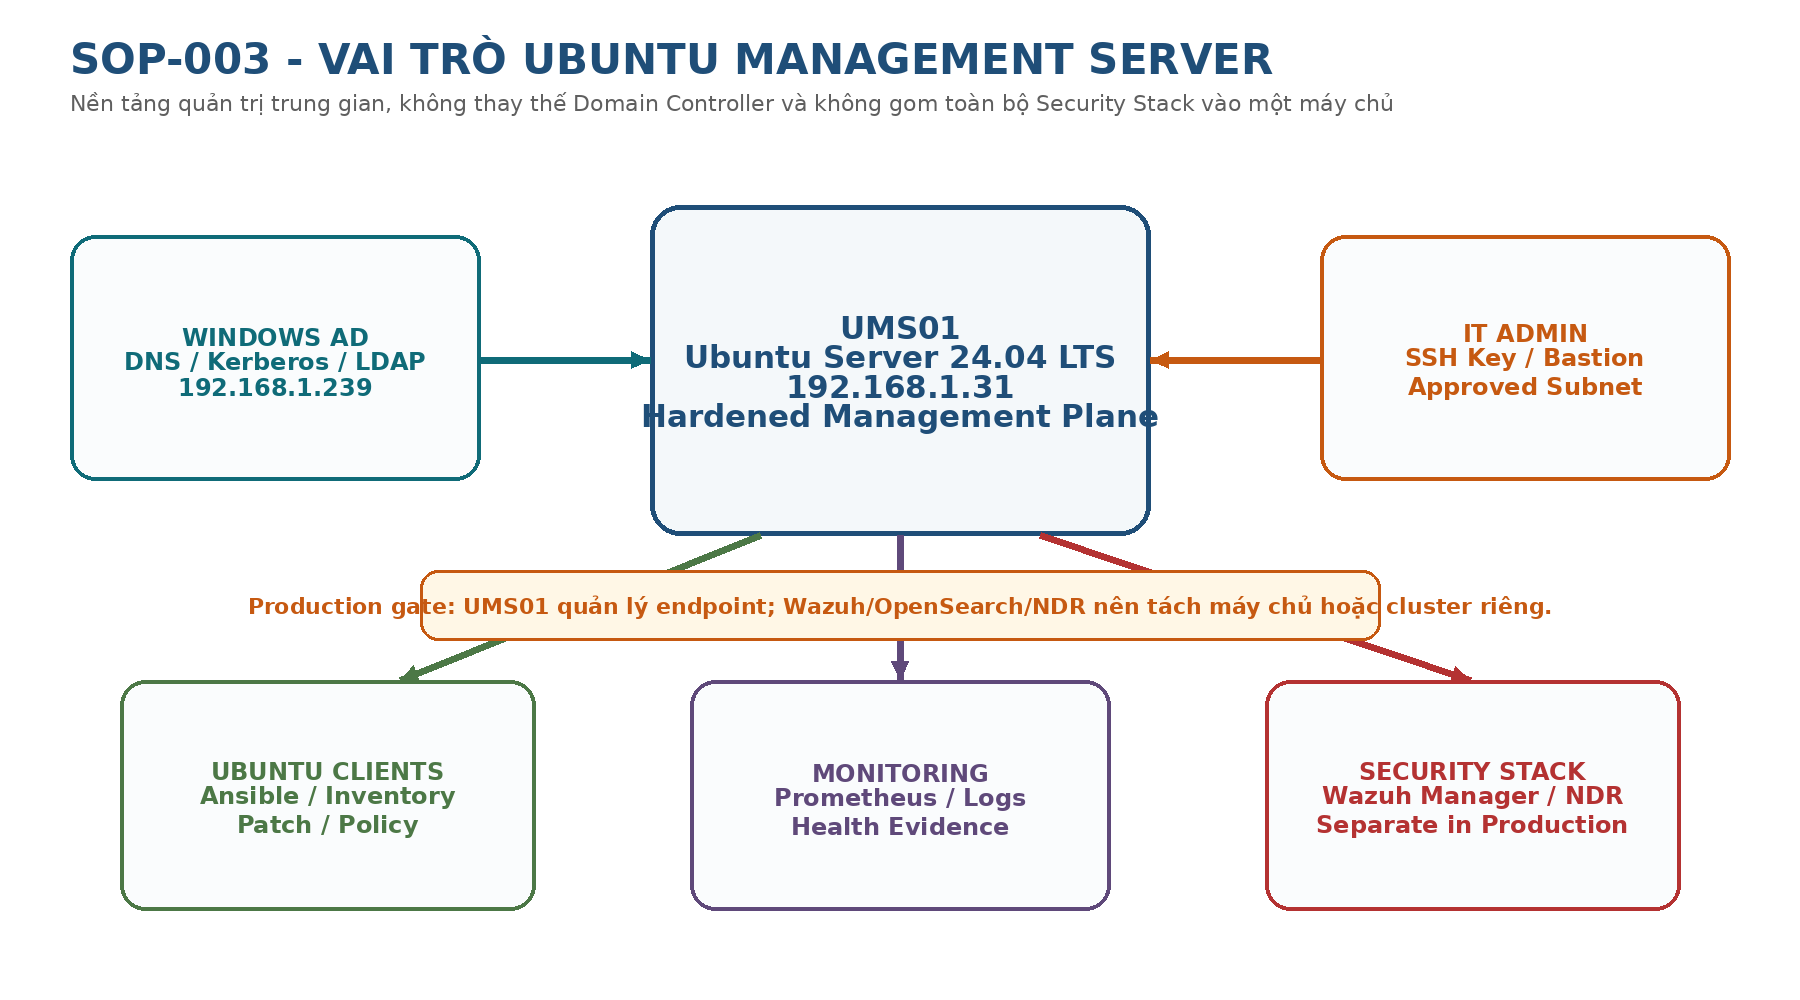 SOP-003 - VAI TRÒ UBUNTU MANAGEMENT SERVER
Nền tảng quản trị trung gian, không thay thế Domain Controller và không gom toàn bộ Security Stack vào một máy chủ
WINDOWS AD
DNS / Kerberos / LDAP
192.168.1.239
UMS01
Ubuntu Server 24.04 LTS
192.168.1.31
Hardened Management Plane
IT ADMIN
SSH Key / Bastion
Approved Subnet
Production gate: UMS01 quản lý endpoint; Wazuh/OpenSearch/NDR nên tách máy chủ hoặc cluster riêng.
UBUNTU CLIENTS
Ansible / Inventory
Patch / Policy
MONITORING
Prometheus / Logs
Health Evidence
SECURITY STACK
Wazuh Manager / NDR
Separate in Production